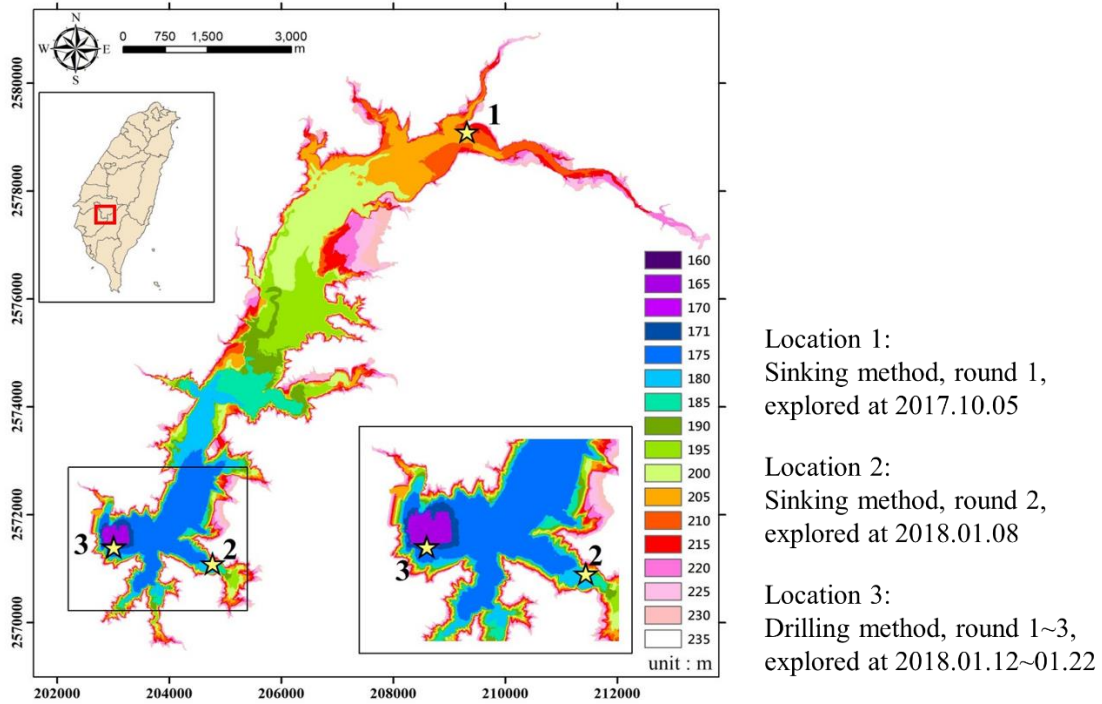 N
W E
S
0 750 1,500 3,000
m
2580000
2578000
2576000
2574000
2572000
2570000
1
160
165
170
171
175
180
185
190
195
200
205
210
215
220
225
230
235
unit : m
3
2
3
2
202000 204000 206000 208000 210000 212000
Location 1:
Sinking method, round 1,
explored at 2017.10.05
Location 2:
Sinking method, round 2,
explored at 2018.01.08
Location 3:
Drilling method, round 1~3,
explored at 2018.01.12~01.22